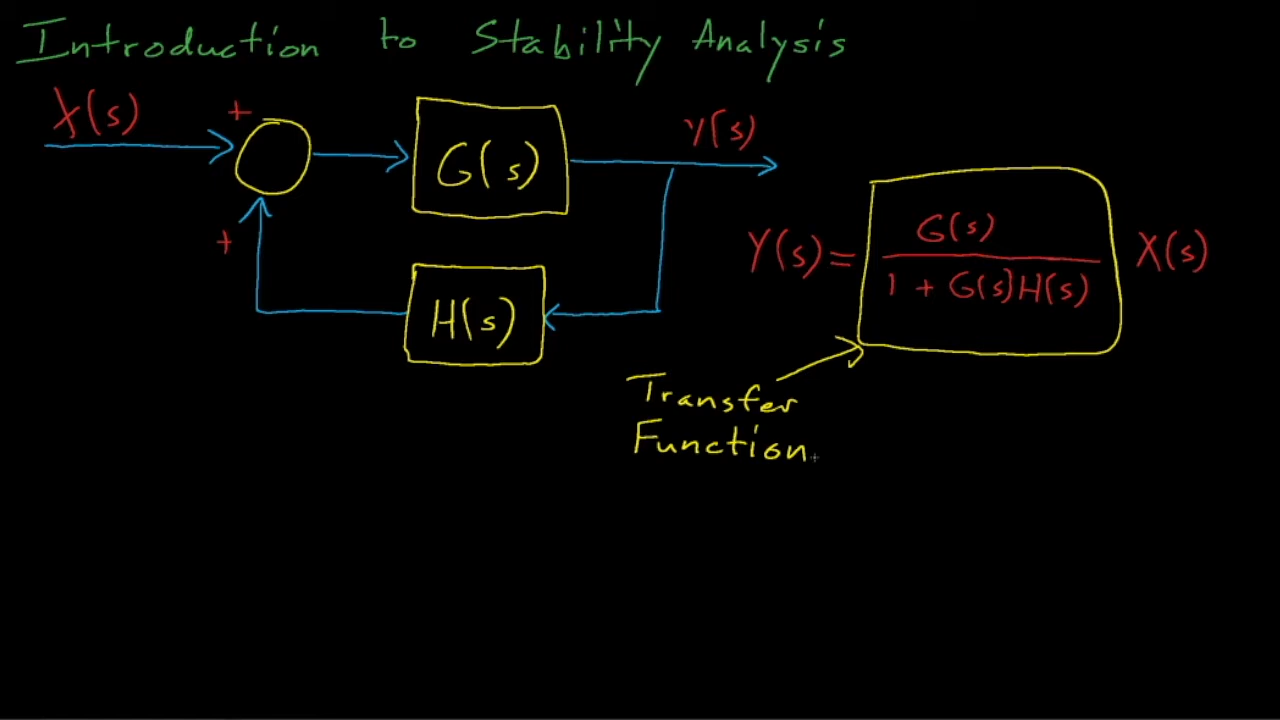 Introduction to Stability Analysis
X(s)
+
G(s)
Y(s)
+
H(s)
Y(s) = G(s) / 1 + G(s)H(s) X(s)
Transfer
Function